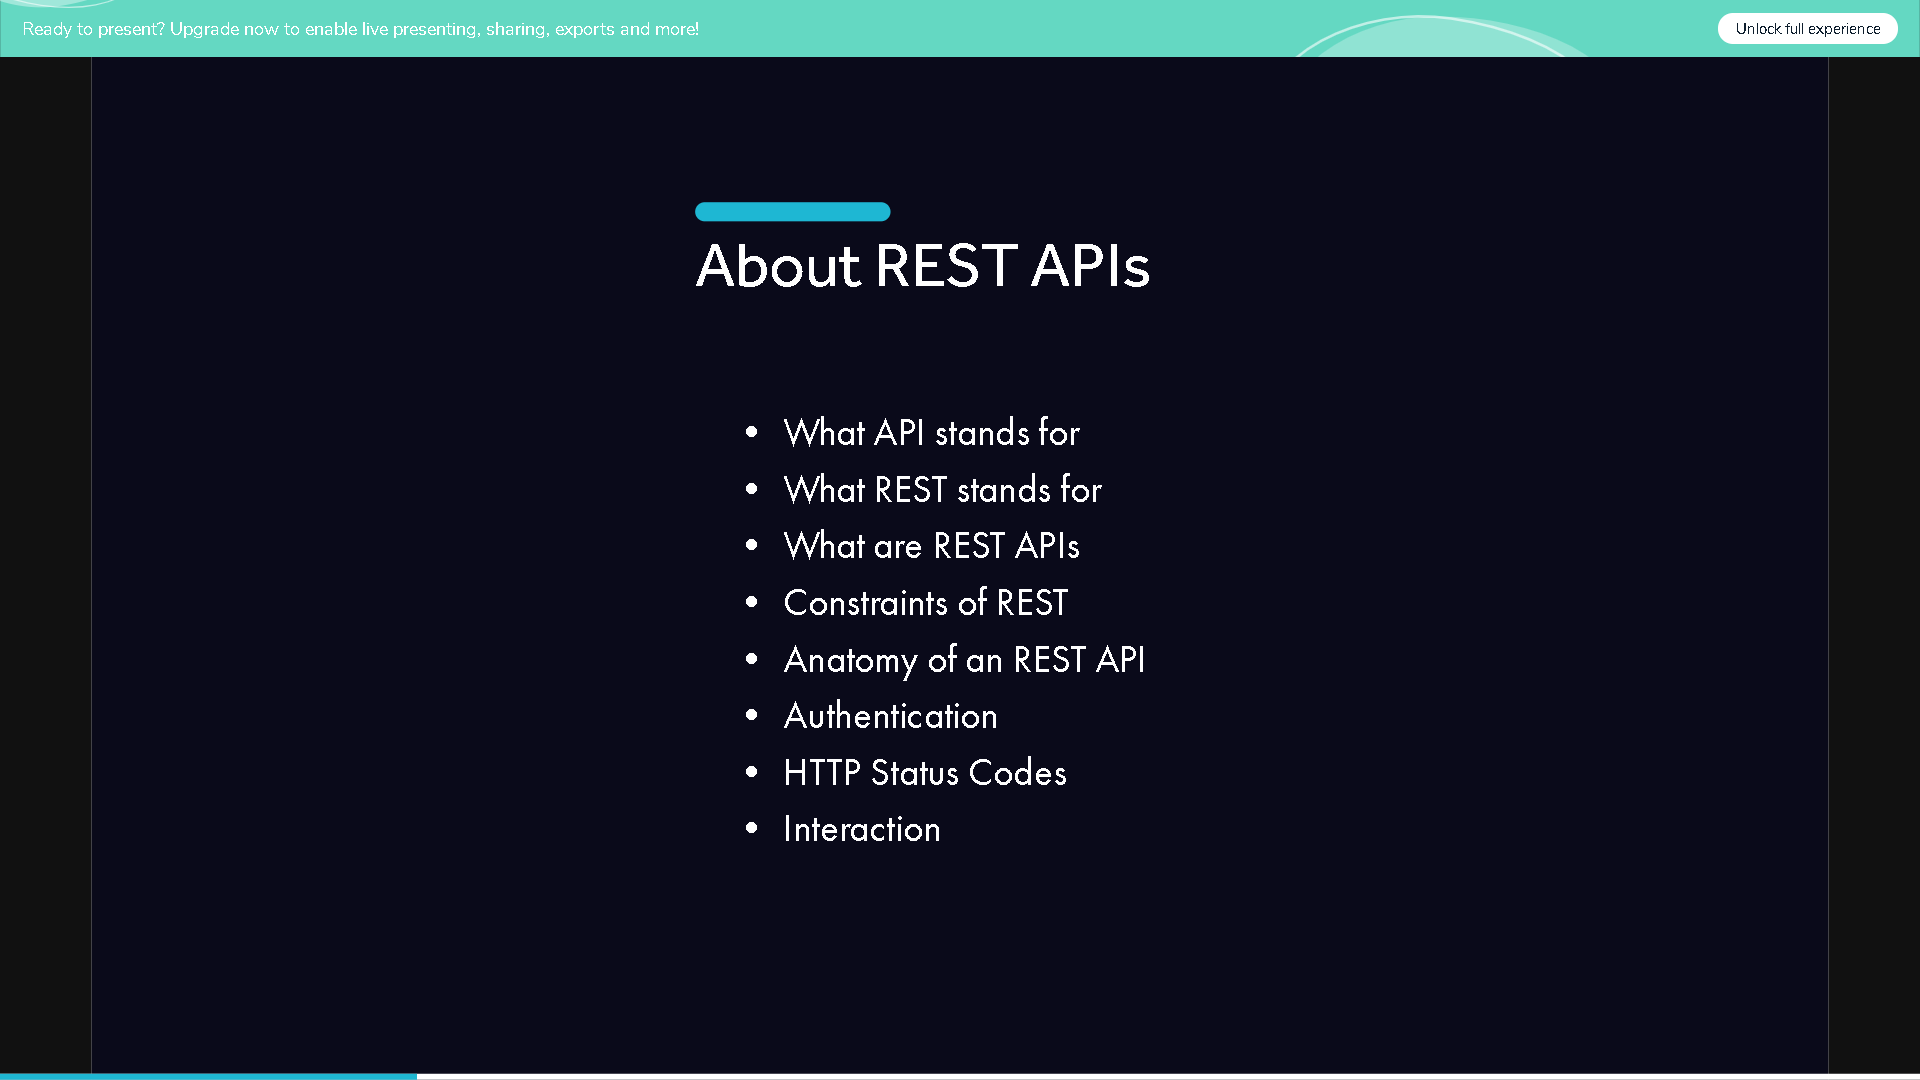 Ready to present? Upgrade now to enable live presenting, sharing, exports and more!
Unlock full experience
About REST APIs
• What API stands for
• What REST stands for
• What are REST APIs
• Constraints of REST
• Anatomy of an REST API
• Authentication
• HTTP Status Codes
• Interaction